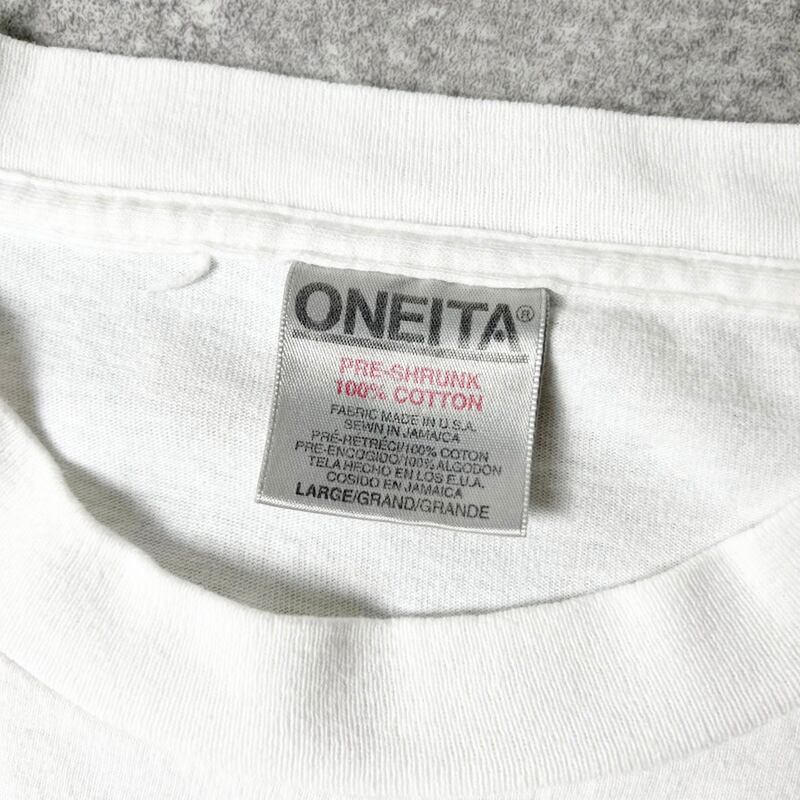 ONEITA®
PRE-SHRUNK
100% COTTON
FABRIC MADE IN U.S.A.
SEWN IN JAMAICA
PRÉ-RETRÉCI/100% COTON
PRE-ENCOGIDO/100% ALGODON
TELA HECHO EN LOS E.U.A.
COSIDO EN JAMAICA
LARGE/GRAND/GRANDE